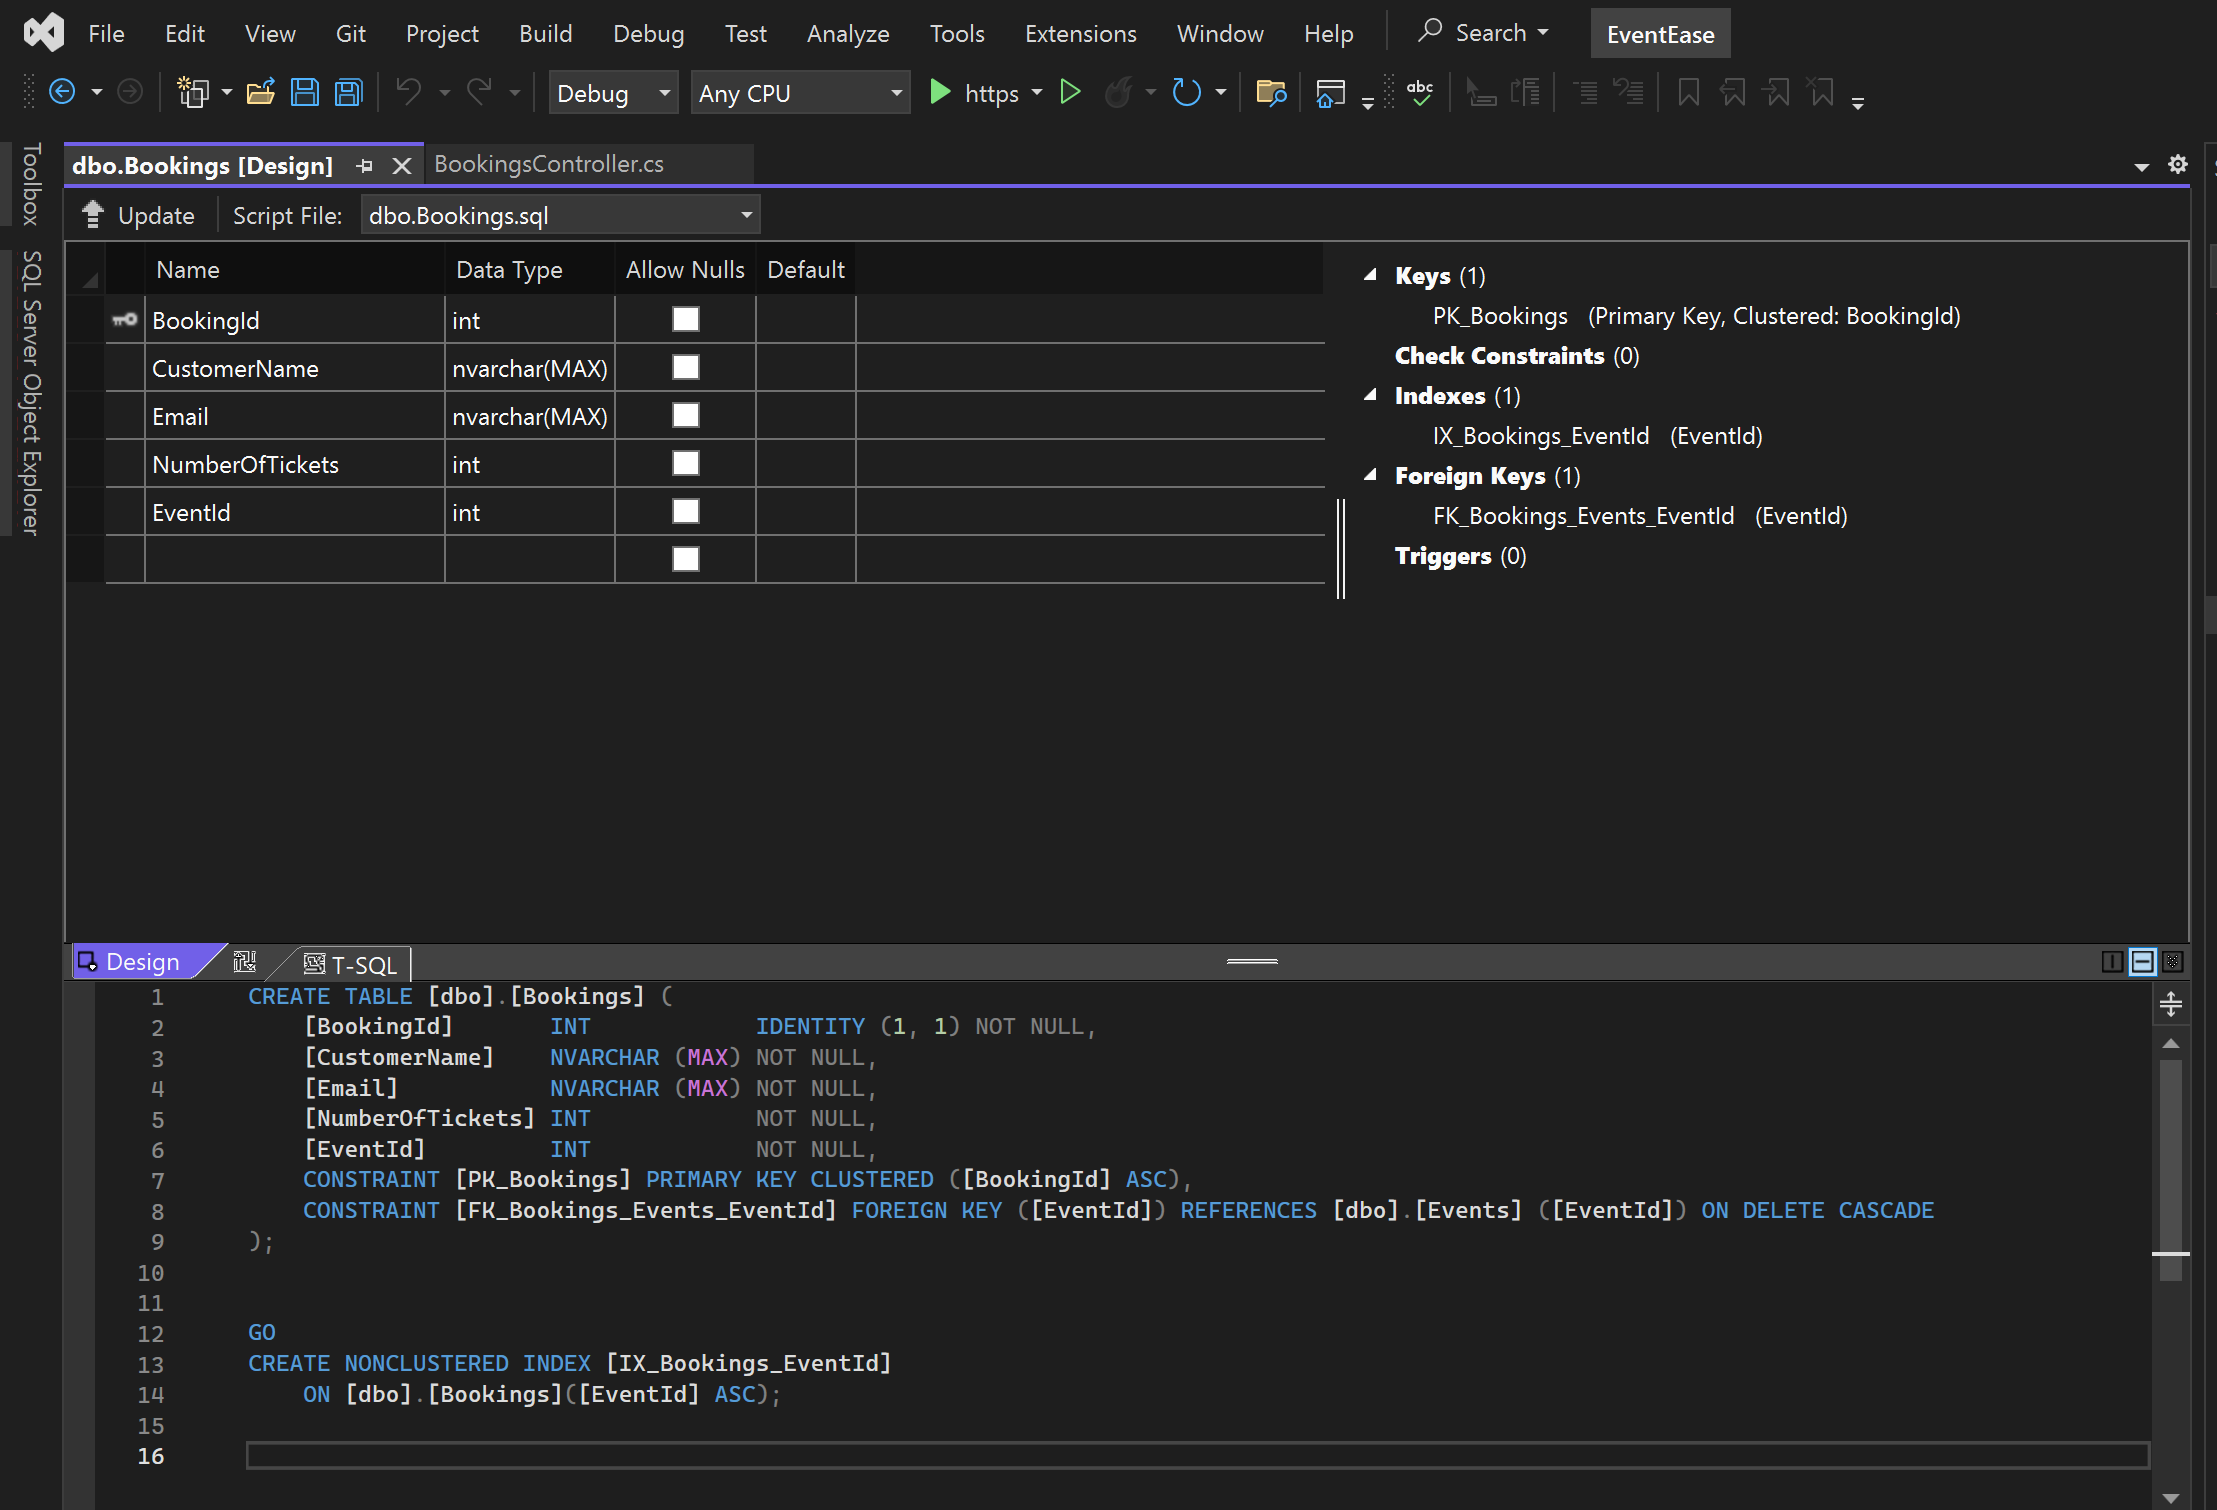 File Edit View Git Project Build Debug Test Analyze Tools Extensions Window Help Search EventEase
Debug Any CPU https abc
Toolbox
SQL Server Object Explorer
dbo.Bookings [Design] BookingsController.cs
Update Script File: dbo.Bookings.sql
Name Data Type Allow Nulls Default
BookingId int
CustomerName nvarchar(MAX)
Email nvarchar(MAX)
NumberOfTickets int
EventId int
Keys (1)
PK_Bookings (Primary Key, Clustered: BookingId)
Check Constraints (0)
Indexes (1)
IX_Bookings_EventId (EventId)
Foreign Keys (1)
FK_Bookings_Events_EventId (EventId)
Triggers (0)
Design T-SQL
1 CREATE TABLE [dbo].[Bookings] (
2 [BookingId] INT IDENTITY (1, 1) NOT NULL,
3 [CustomerName] NVARCHAR (MAX) NOT NULL,
4 [Email] NVARCHAR (MAX) NOT NULL,
5 [NumberOfTickets] INT NOT NULL,
6 [EventId] INT NOT NULL,
7 CONSTRAINT [PK_Bookings] PRIMARY KEY CLUSTERED ([BookingId] ASC),
8 CONSTRAINT [FK_Bookings_Events_EventId] FOREIGN KEY ([EventId]) REFERENCES [dbo].[Events] ([EventId]) ON DELETE CASCADE
9 );
10
11
12 GO
13 CREATE NONCLUSTERED INDEX [IX_Bookings_EventId]
14 ON [dbo].[Bookings]([EventId] ASC);
15
16